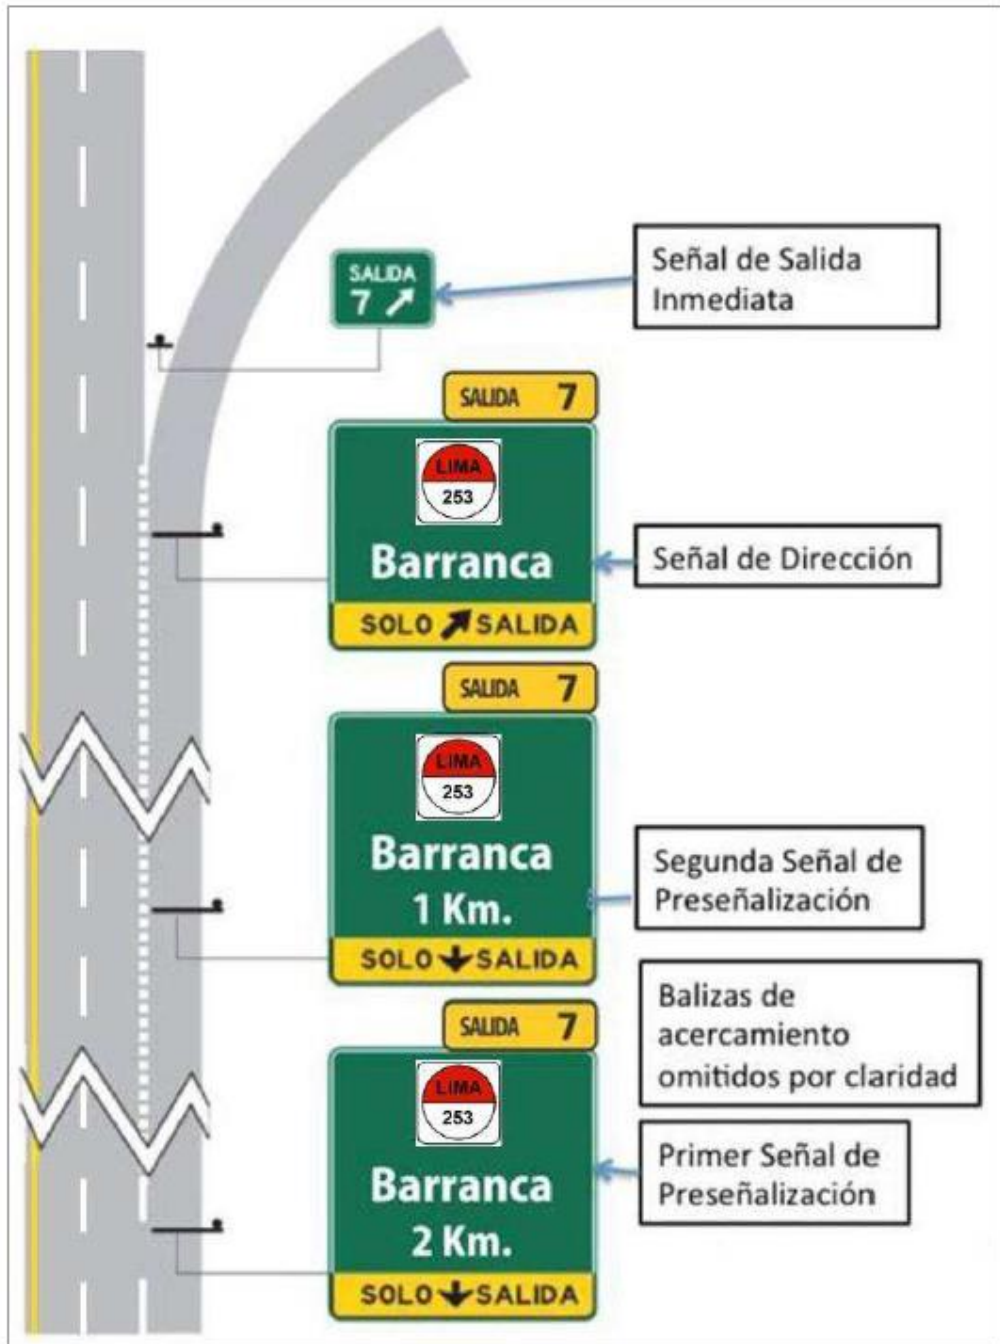 SALIDA
7
Señal de Salida
Inmediata
SALIDA 7
LIMA
253
Barranca
SOLO SALIDA
Señal de Dirección
SALIDA 7
LIMA
253
Barranca
1 Km.
SOLO SALIDA
Segunda Señal de
Preseñalización
Balizas de
acercamiento
omitidos por claridad
SALIDA 7
LIMA
253
Barranca
2 Km.
SOLO SALIDA
Primer Señal de
Preseñalización